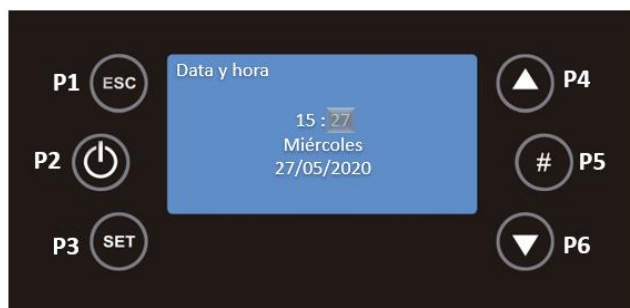 P1 ESC
Data y hora
P4
15 : 27
P2
Miércoles
# P5
27/05/2020
P3 SET
P6